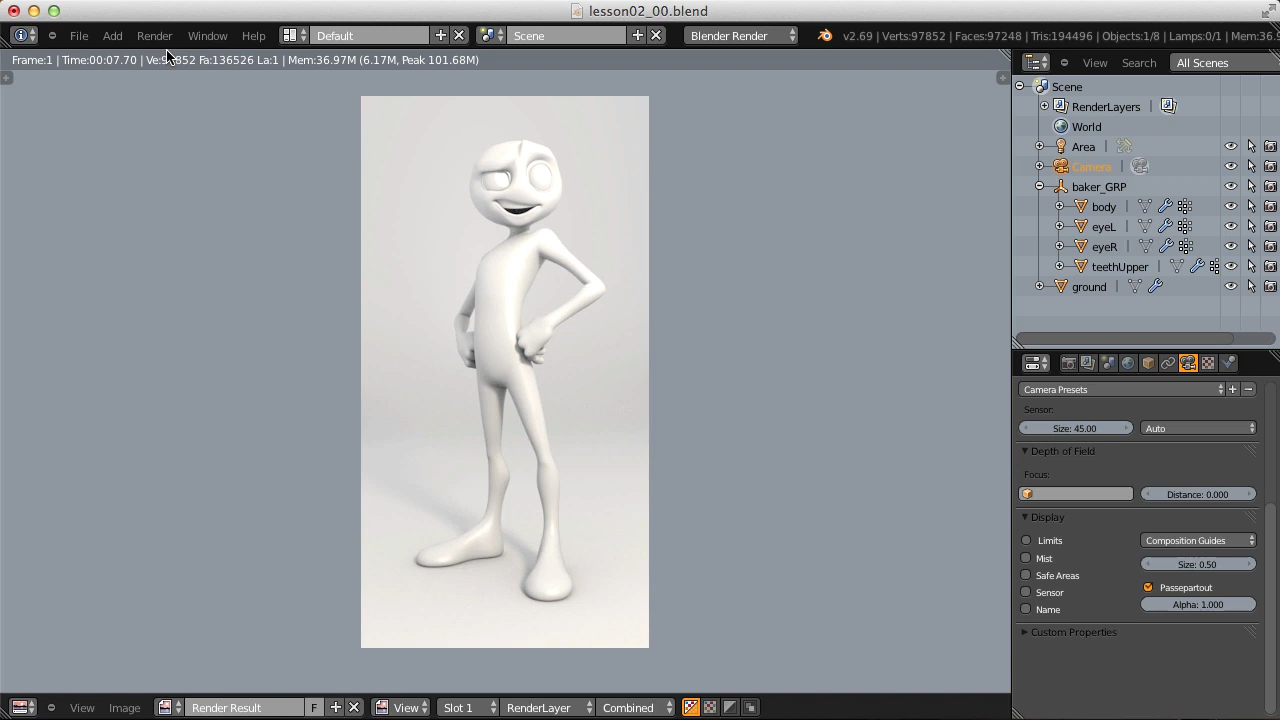 lesson02_00.blend
File Add Render Window Help Default Scene Blender Render v2.69 | Verts:97852 | Faces:97248 | Tris:194496 | Objects:1/8 | Lamps:0/1 | Mem:36.9
Frame:1 | Time:00:07.70 | Ve:9 852 Fa:136526 La:1 | Mem:36.97M (6.17M, Peak 101.68M)
View Search All Scenes
Scene
RenderLayers |
World
Area |
Camera |
baker_GRP
body |
eyeL |
eyeR |
teethUpper |
ground |
Camera Presets
Sensor:
Size: 45.00 Auto
Depth of Field
Focus:
Distance: 0.000
Display
Limits Composition Guides
Mist Size: 0.50
Safe Areas
Sensor Passepartout
Name Alpha: 1.000
Custom Properties
View Image Render Result F View Slot 1 RenderLayer Combined